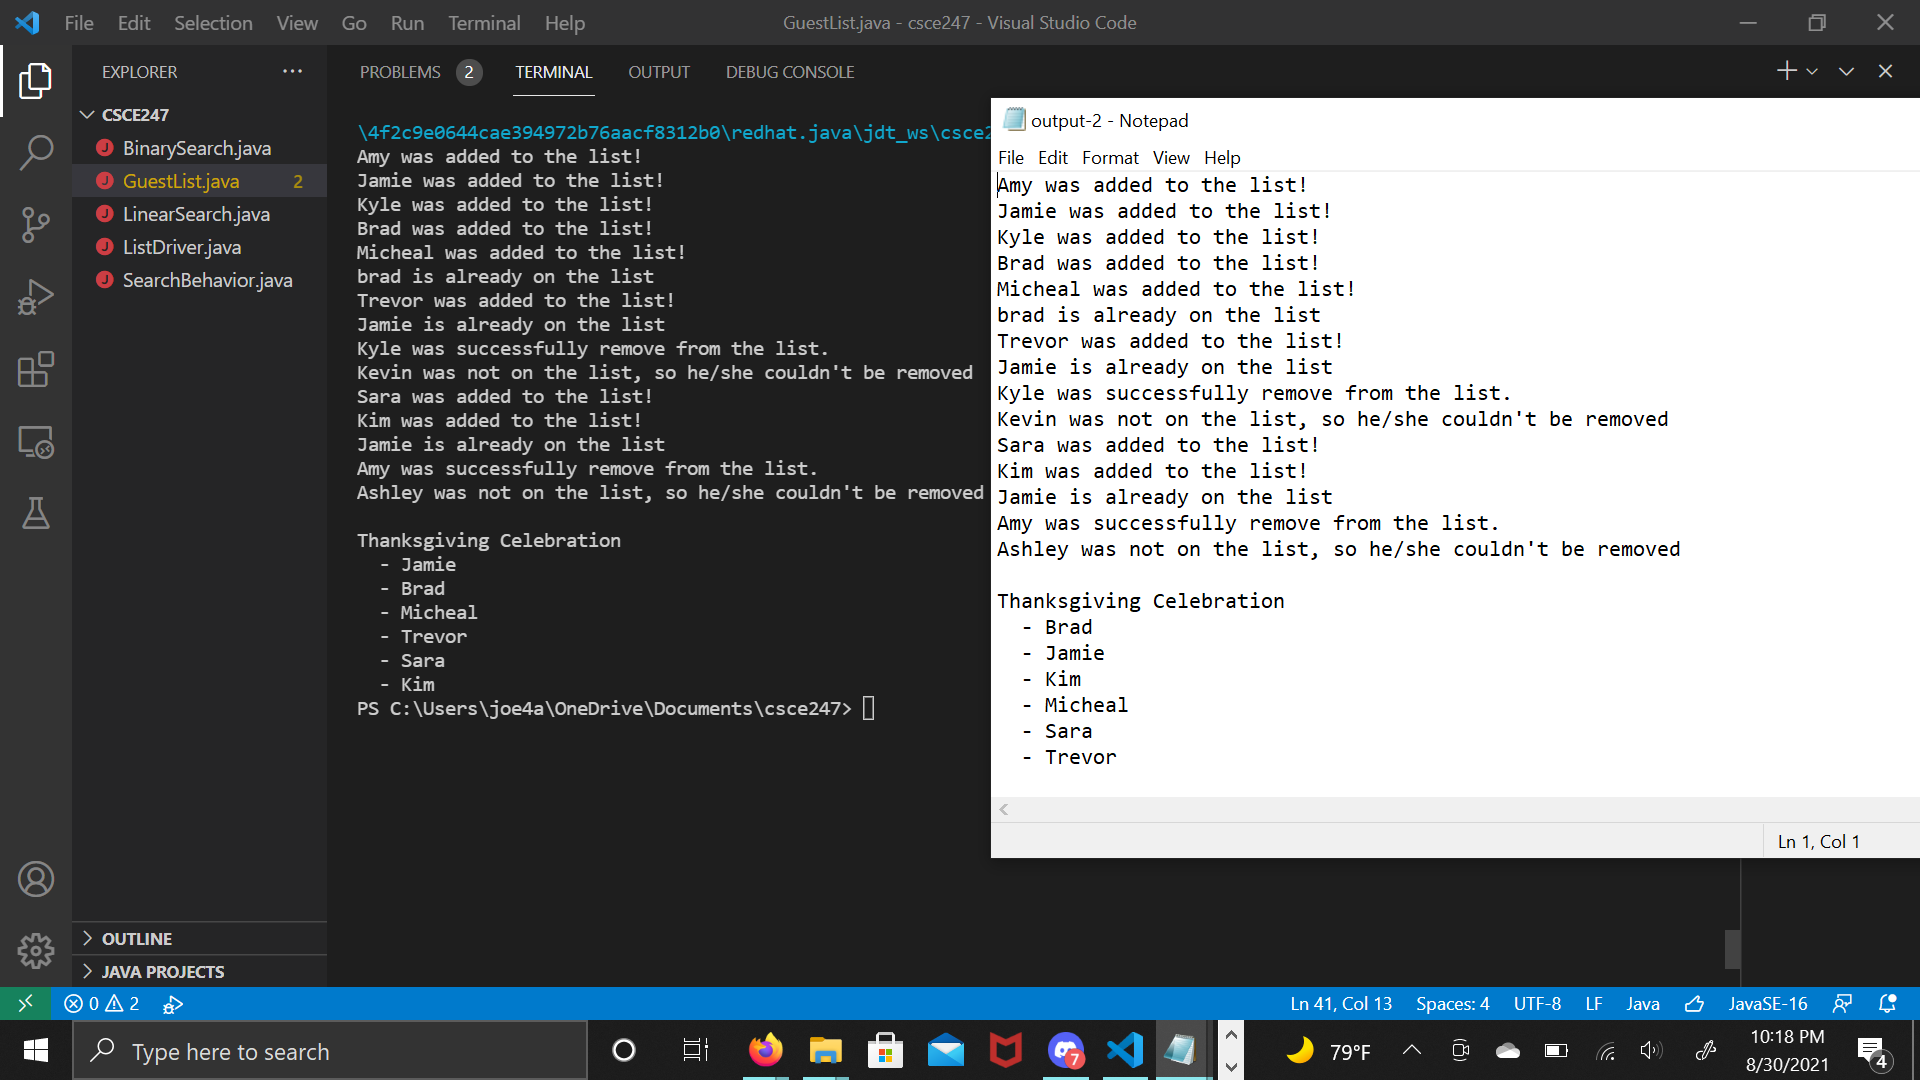 File Edit Selection View Go Run Terminal Help
GuestList.java - csce247 - Visual Studio Code
EXPLORER
CSCE247
BinarySearch.java
GuestList.java 2
LinearSearch.java
ListDriver.java
SearchBehavior.java
OUTLINE
JAVA PROJECTS
PROBLEMS 2 TERMINAL OUTPUT DEBUG CONSOLE
\4f2c9e0644cae394972b76aacf8312b0\redhat.java\jdt_ws\csce2
Amy was added to the list!
Jamie was added to the list!
Kyle was added to the list!
Brad was added to the list!
Micheal was added to the list!
brad is already on the list
Trevor was added to the list!
Jamie is already on the list
Kyle was successfully remove from the list.
Kevin was not on the list, so he/she couldn't be removed
Sara was added to the list!
Kim was added to the list!
Jamie is already on the list
Amy was successfully remove from the list.
Ashley was not on the list, so he/she couldn't be removed
Thanksgiving Celebration
- Jamie
- Brad
- Micheal
- Trevor
- Sara
- Kim
PS C:\Users\joe4a\OneDrive\Documents\csce247>
output-2 - Notepad
File Edit Format View Help
Amy was added to the list!
Jamie was added to the list!
Kyle was added to the list!
Brad was added to the list!
Micheal was added to the list!
brad is already on the list
Trevor was added to the list!
Jamie is already on the list
Kyle was successfully remove from the list.
Kevin was not on the list, so he/she couldn't be removed
Sara was added to the list!
Kim was added to the list!
Jamie is already on the list
Amy was successfully remove from the list.
Ashley was not on the list, so he/she couldn't be removed
Thanksgiving Celebration
- Brad
- Jamie
- Kim
- Micheal
- Sara
- Trevor
Ln 1, Col 1
0 2
Ln 41, Col 13 Spaces: 4 UTF-8 LF Java JavaSE-16
Type here to search
7
79°F
10:18 PM
8/30/2021
4